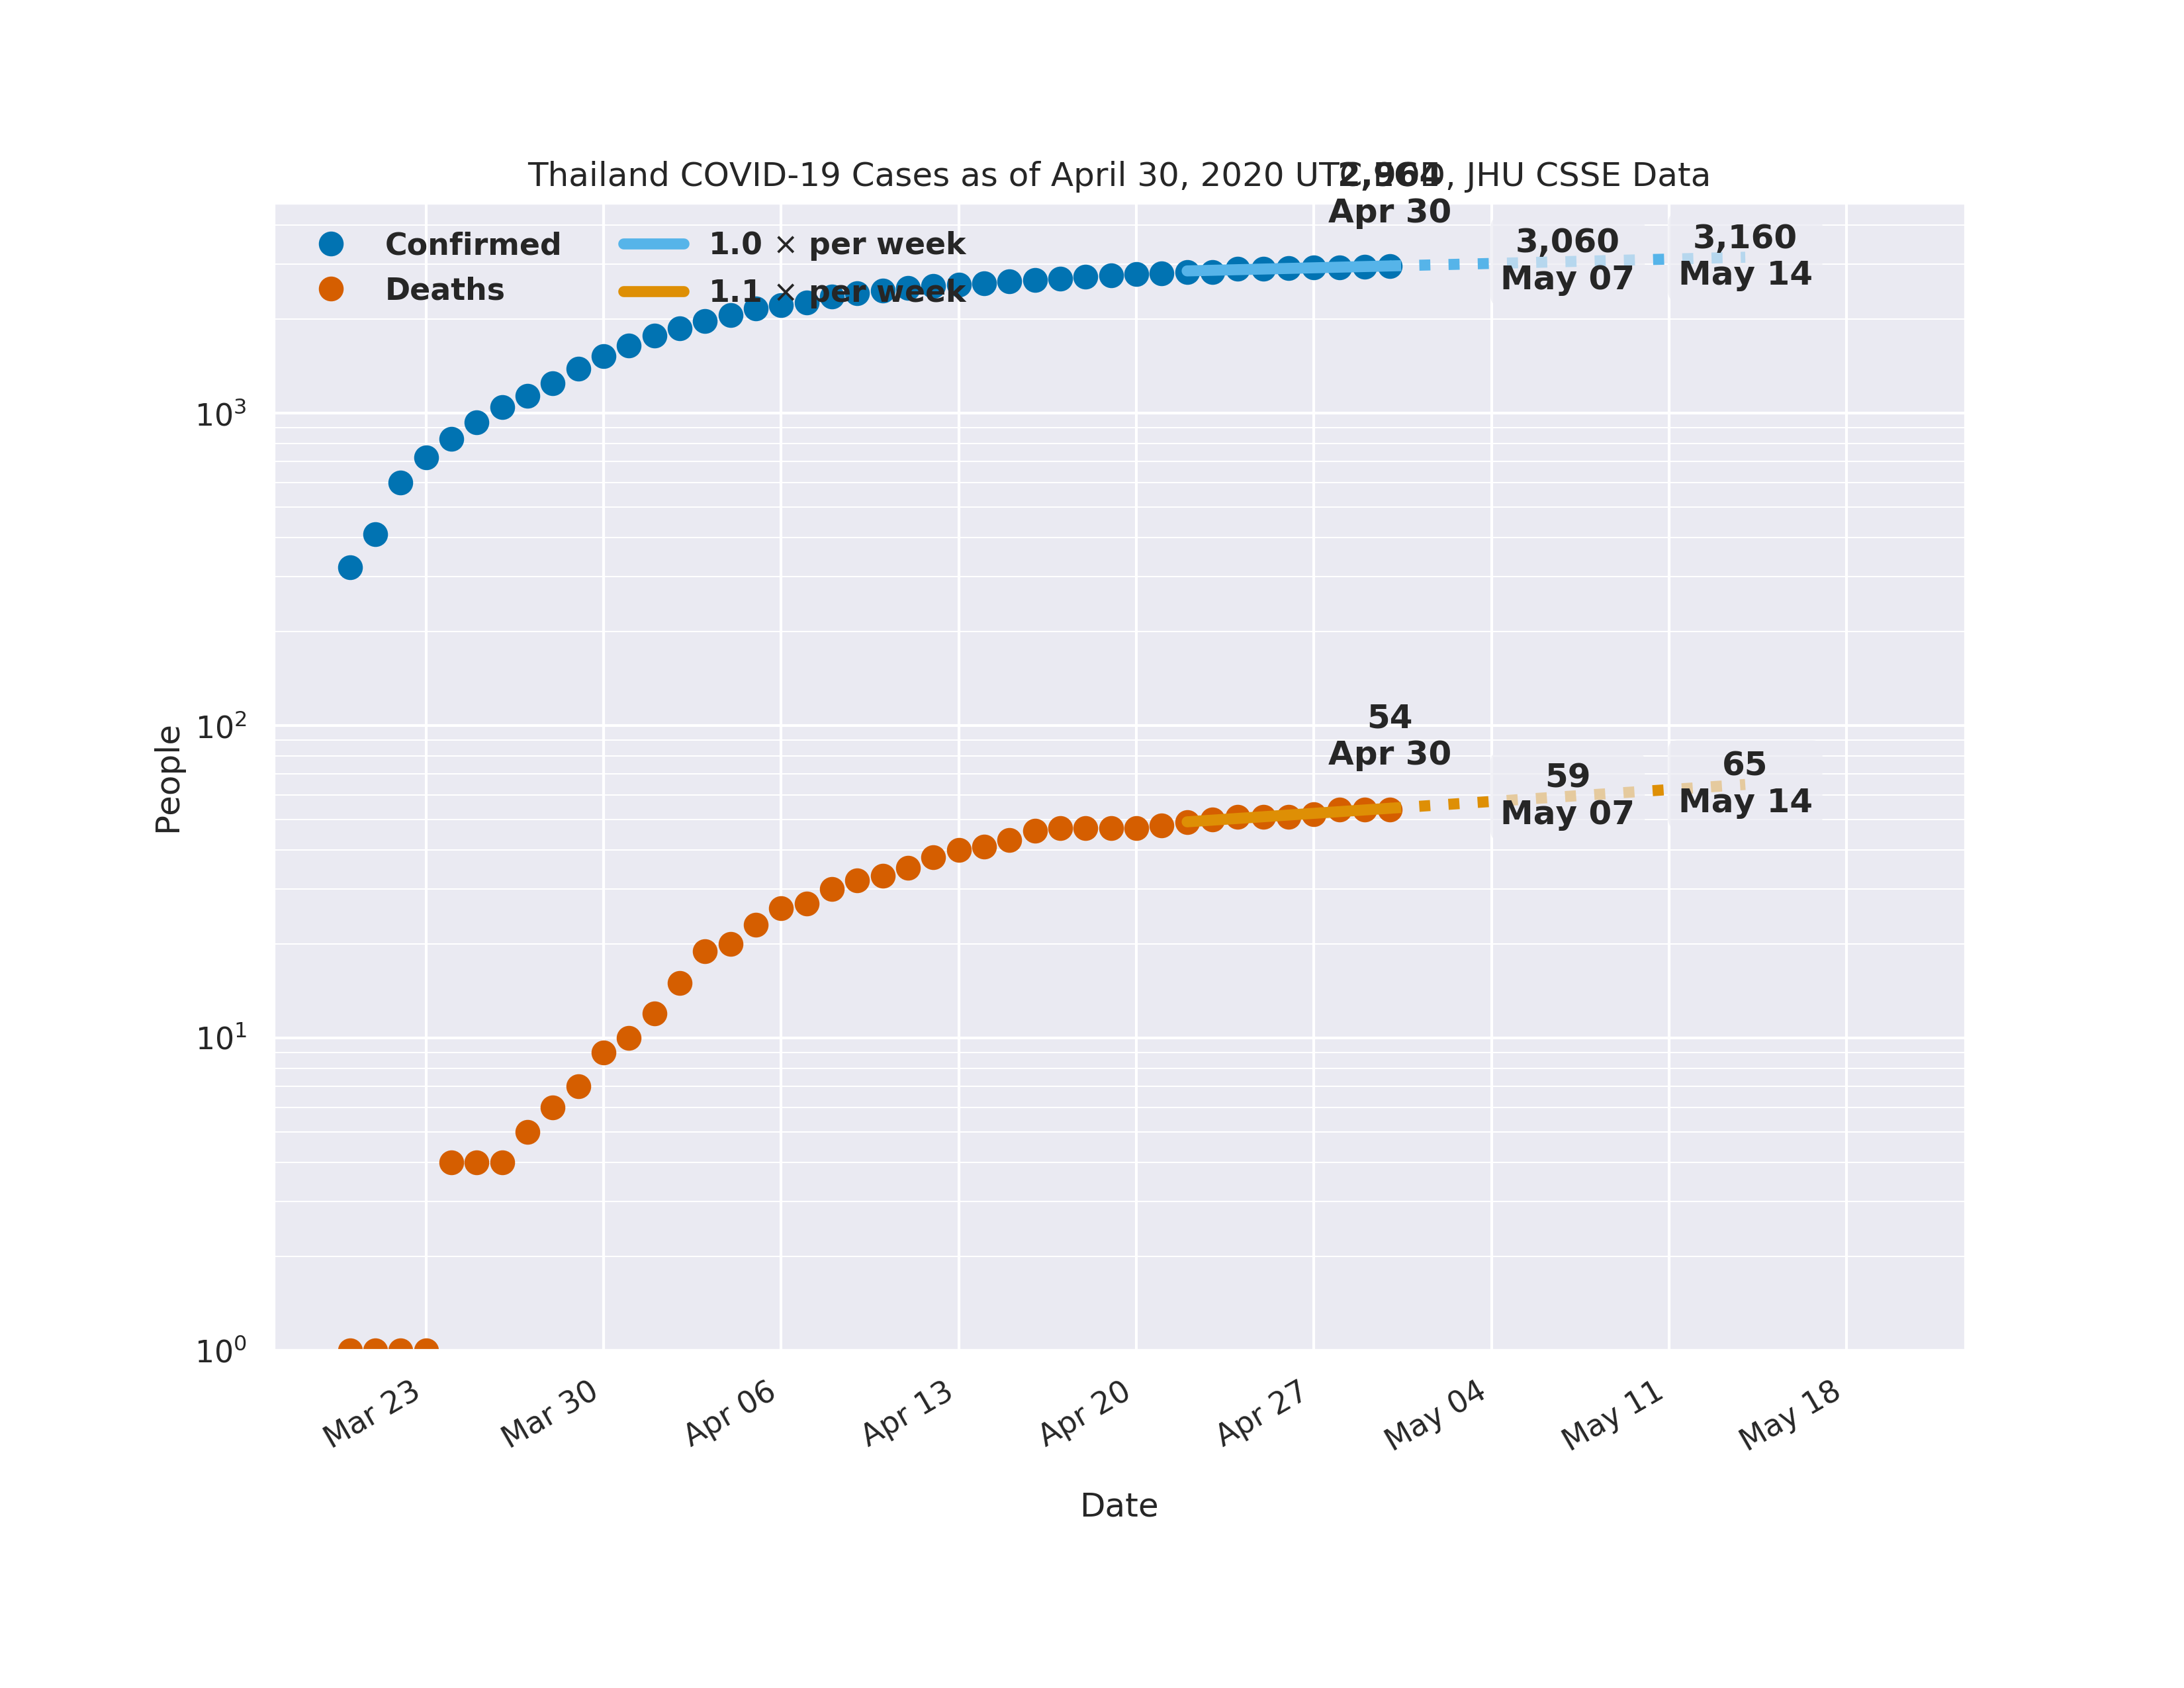 Thailand COVID-19 Cases as of April 30, 2020 UTC EOD, JHU CSSE Data
2,964
Apr 30
Confirmed
Deaths
1.0 × per week
1.1 × per week
3,060
May 07
3,160
May 14
10³
10²
10¹
10⁰
People
54
Apr 30
59
May 07
65
May 14
Mar 23
Mar 30
Apr 06
Apr 13
Apr 20
Apr 27
May 04
May 11
May 18
Date